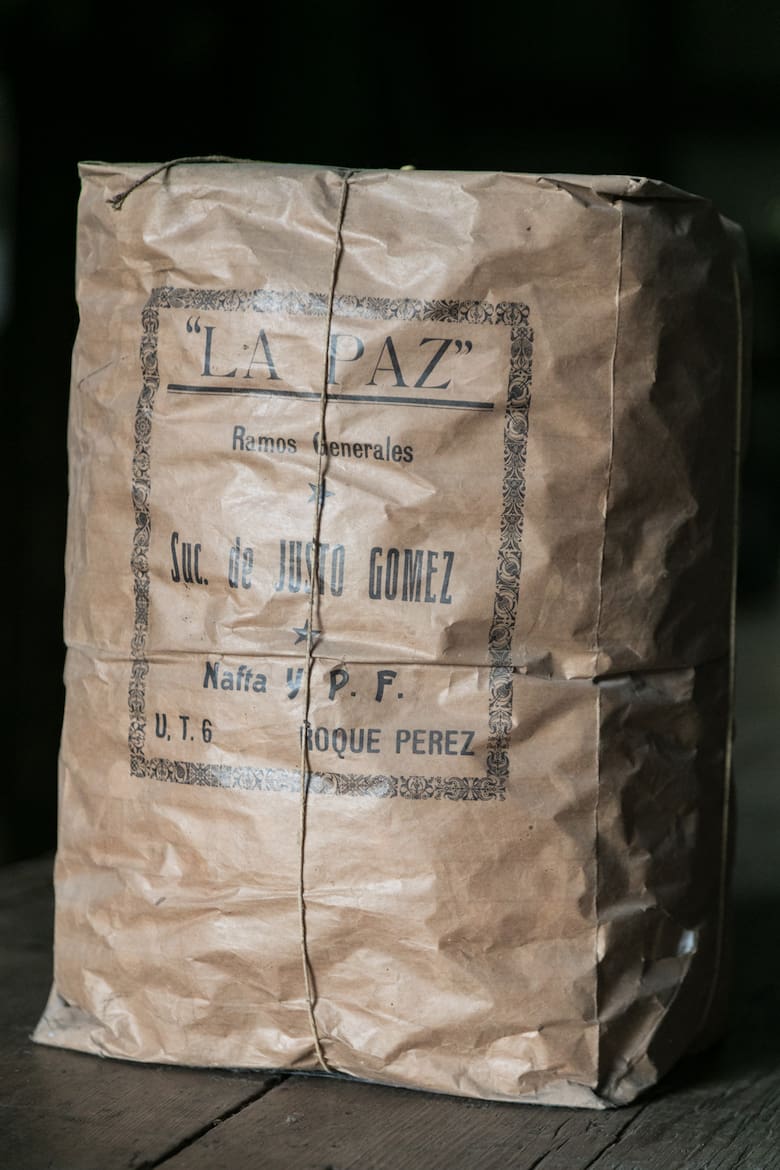 "LA PAZ"
Ramos Generales
Suc. de JUSTO GOMEZ
Nafta Y. P. F.
U, T. 6 ROQUE PEREZ